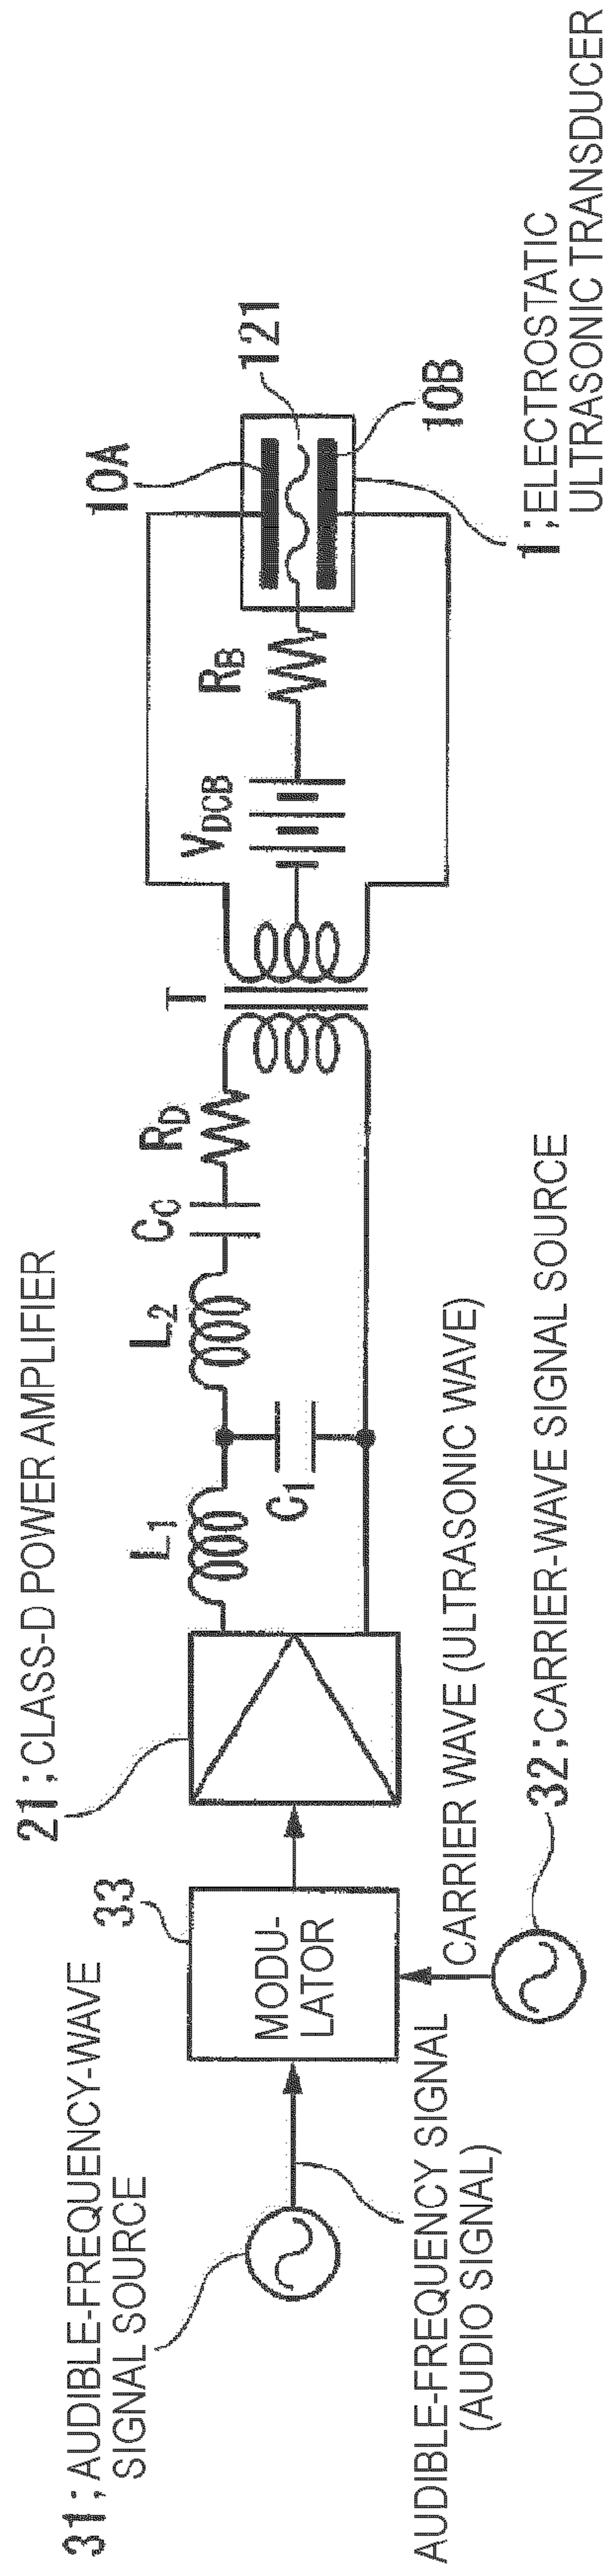 31;AUDIBLE-FREQUENCY-WAVE
SIGNAL SOURCE
33
MODU-
LATOR
AUDIBLE-FREQUENCY SIGNAL
(AUDIO SIGNAL)
CARRIER WAVE (ULTRASONIC WAVE)
32;CARRIER-WAVE SIGNAL SOURCE
21;CLASS-D POWER AMPLIFIER
L1
C1
L2
CC
RD
T
VDCB
RB
10A
121
10B
1;ELECTROSTATIC
ULTRASONIC TRANSDUCER